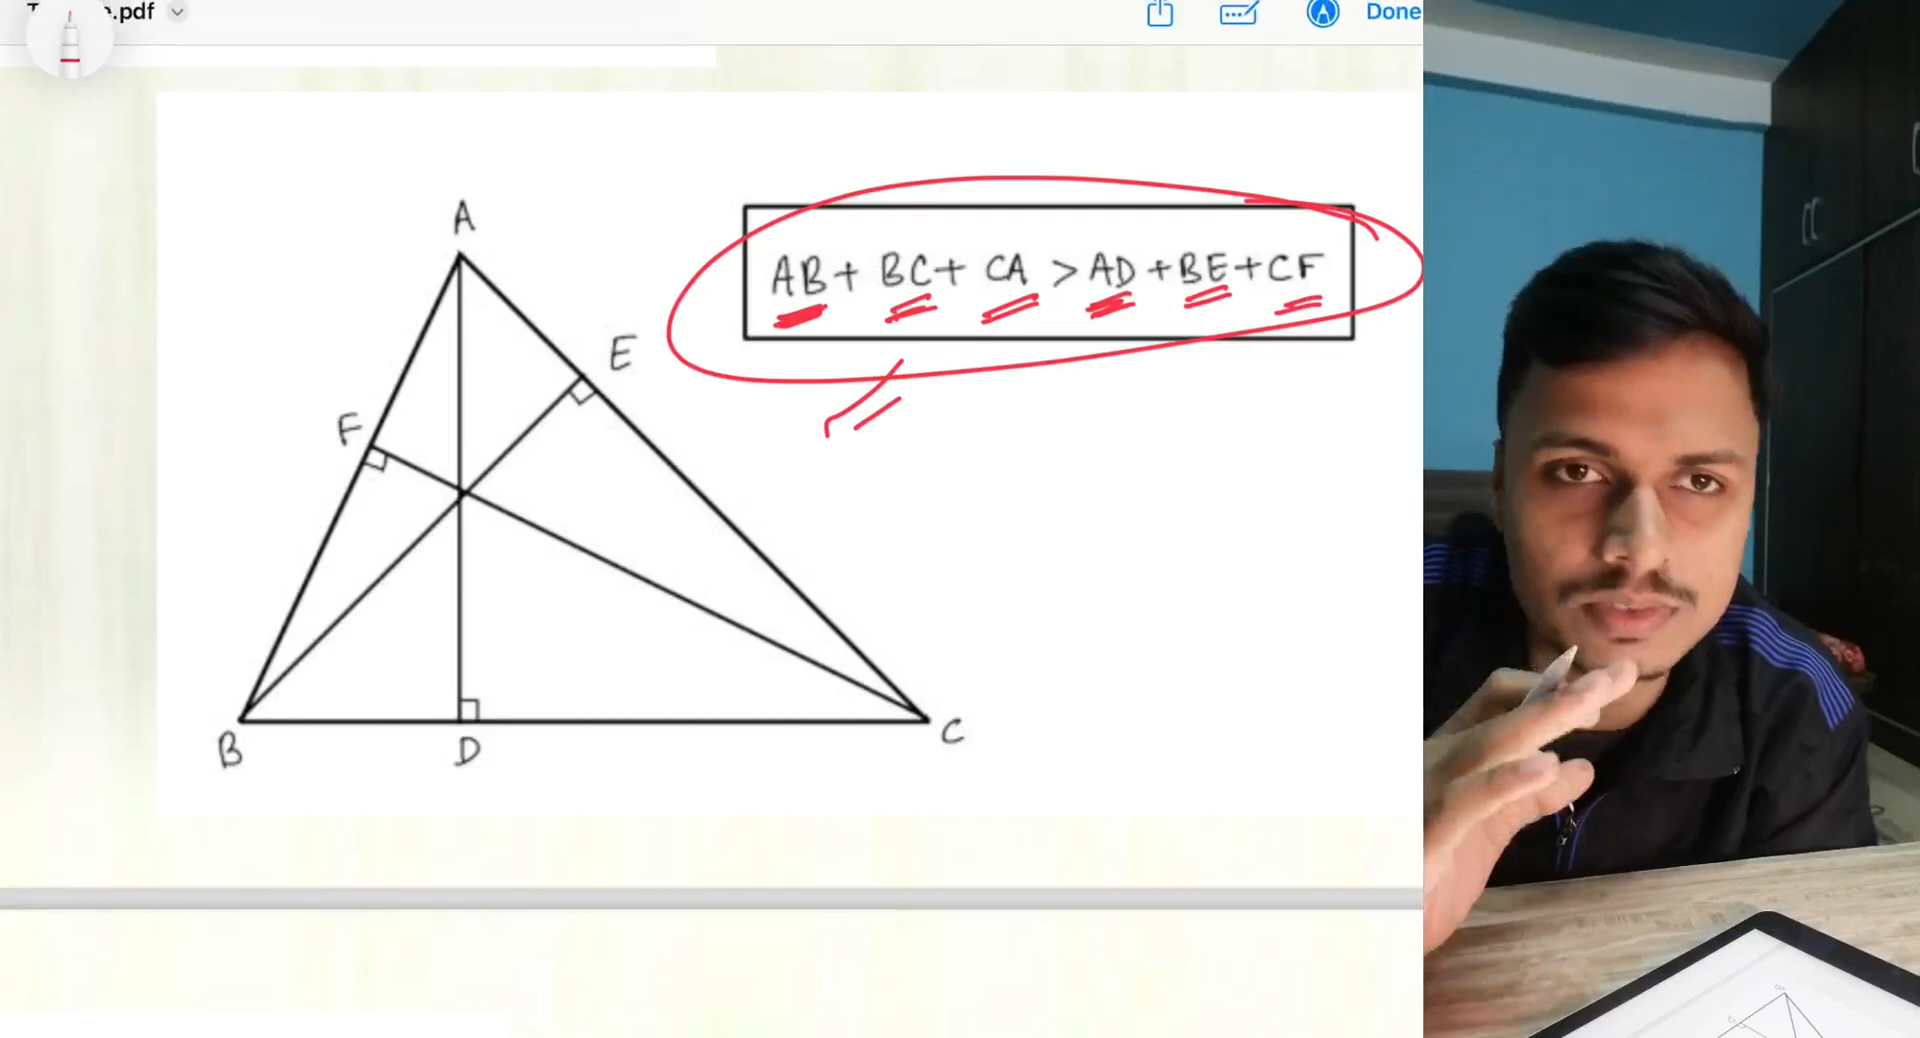 .pdf
Done
A
AB + BC + CA > AD + BE + CF
E
F
B
D
C